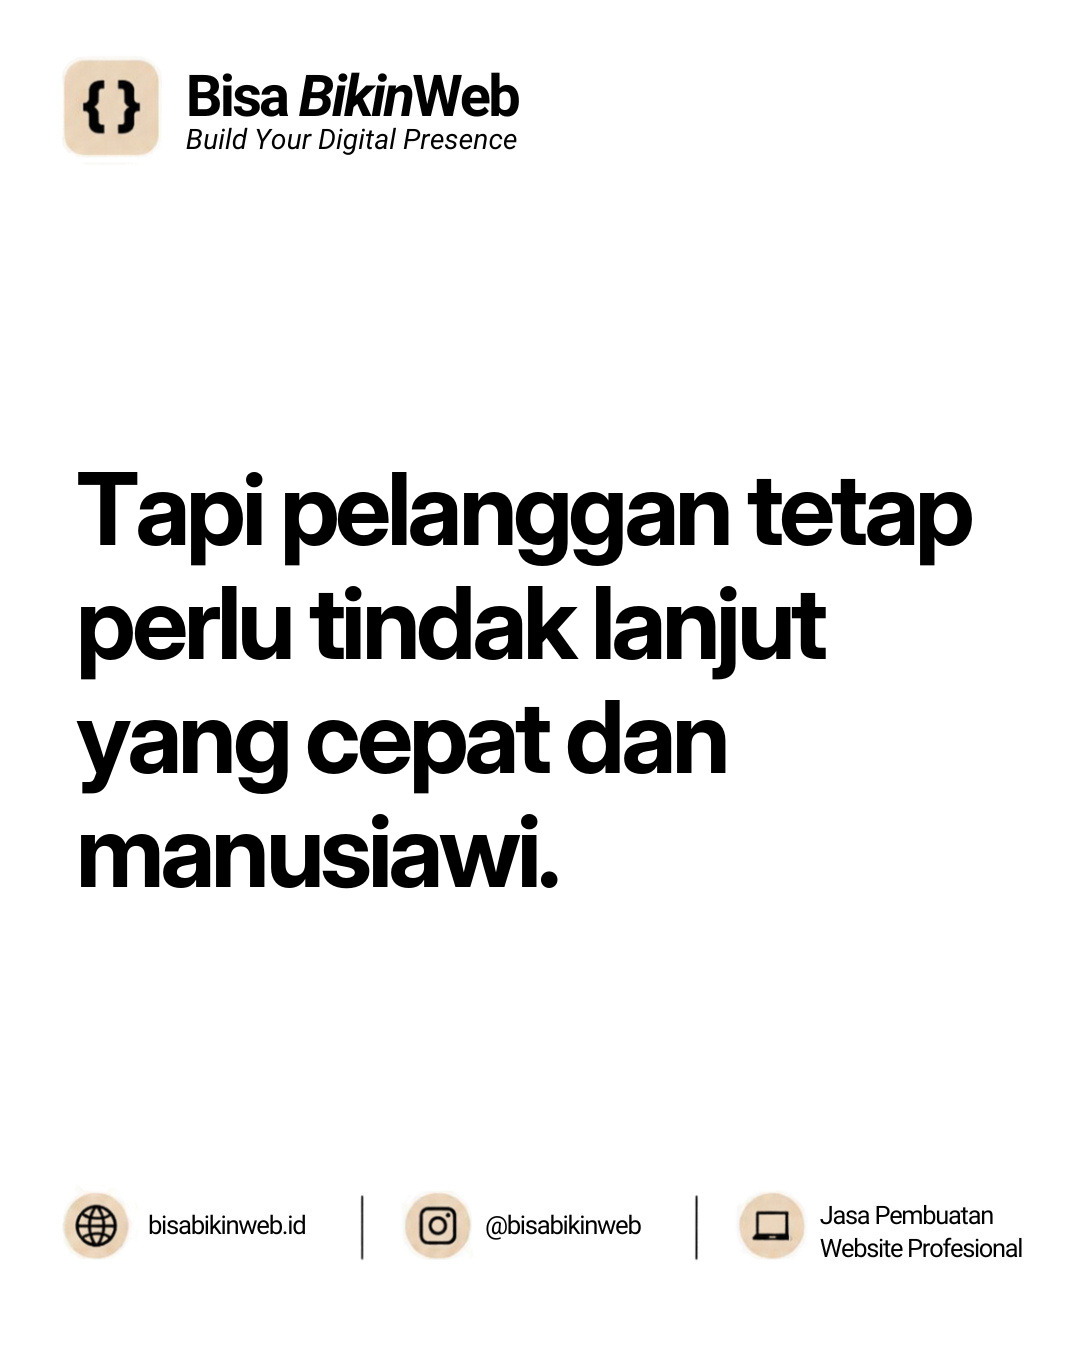 { }
Bisa BikinWeb
Build Your Digital Presence
Tapi pelanggan tetap
perlu tindak lanjut
yang cepat dan
manusiawi.
bisabikinweb.id
@bisabikinweb
Jasa Pembuatan
Website Profesional